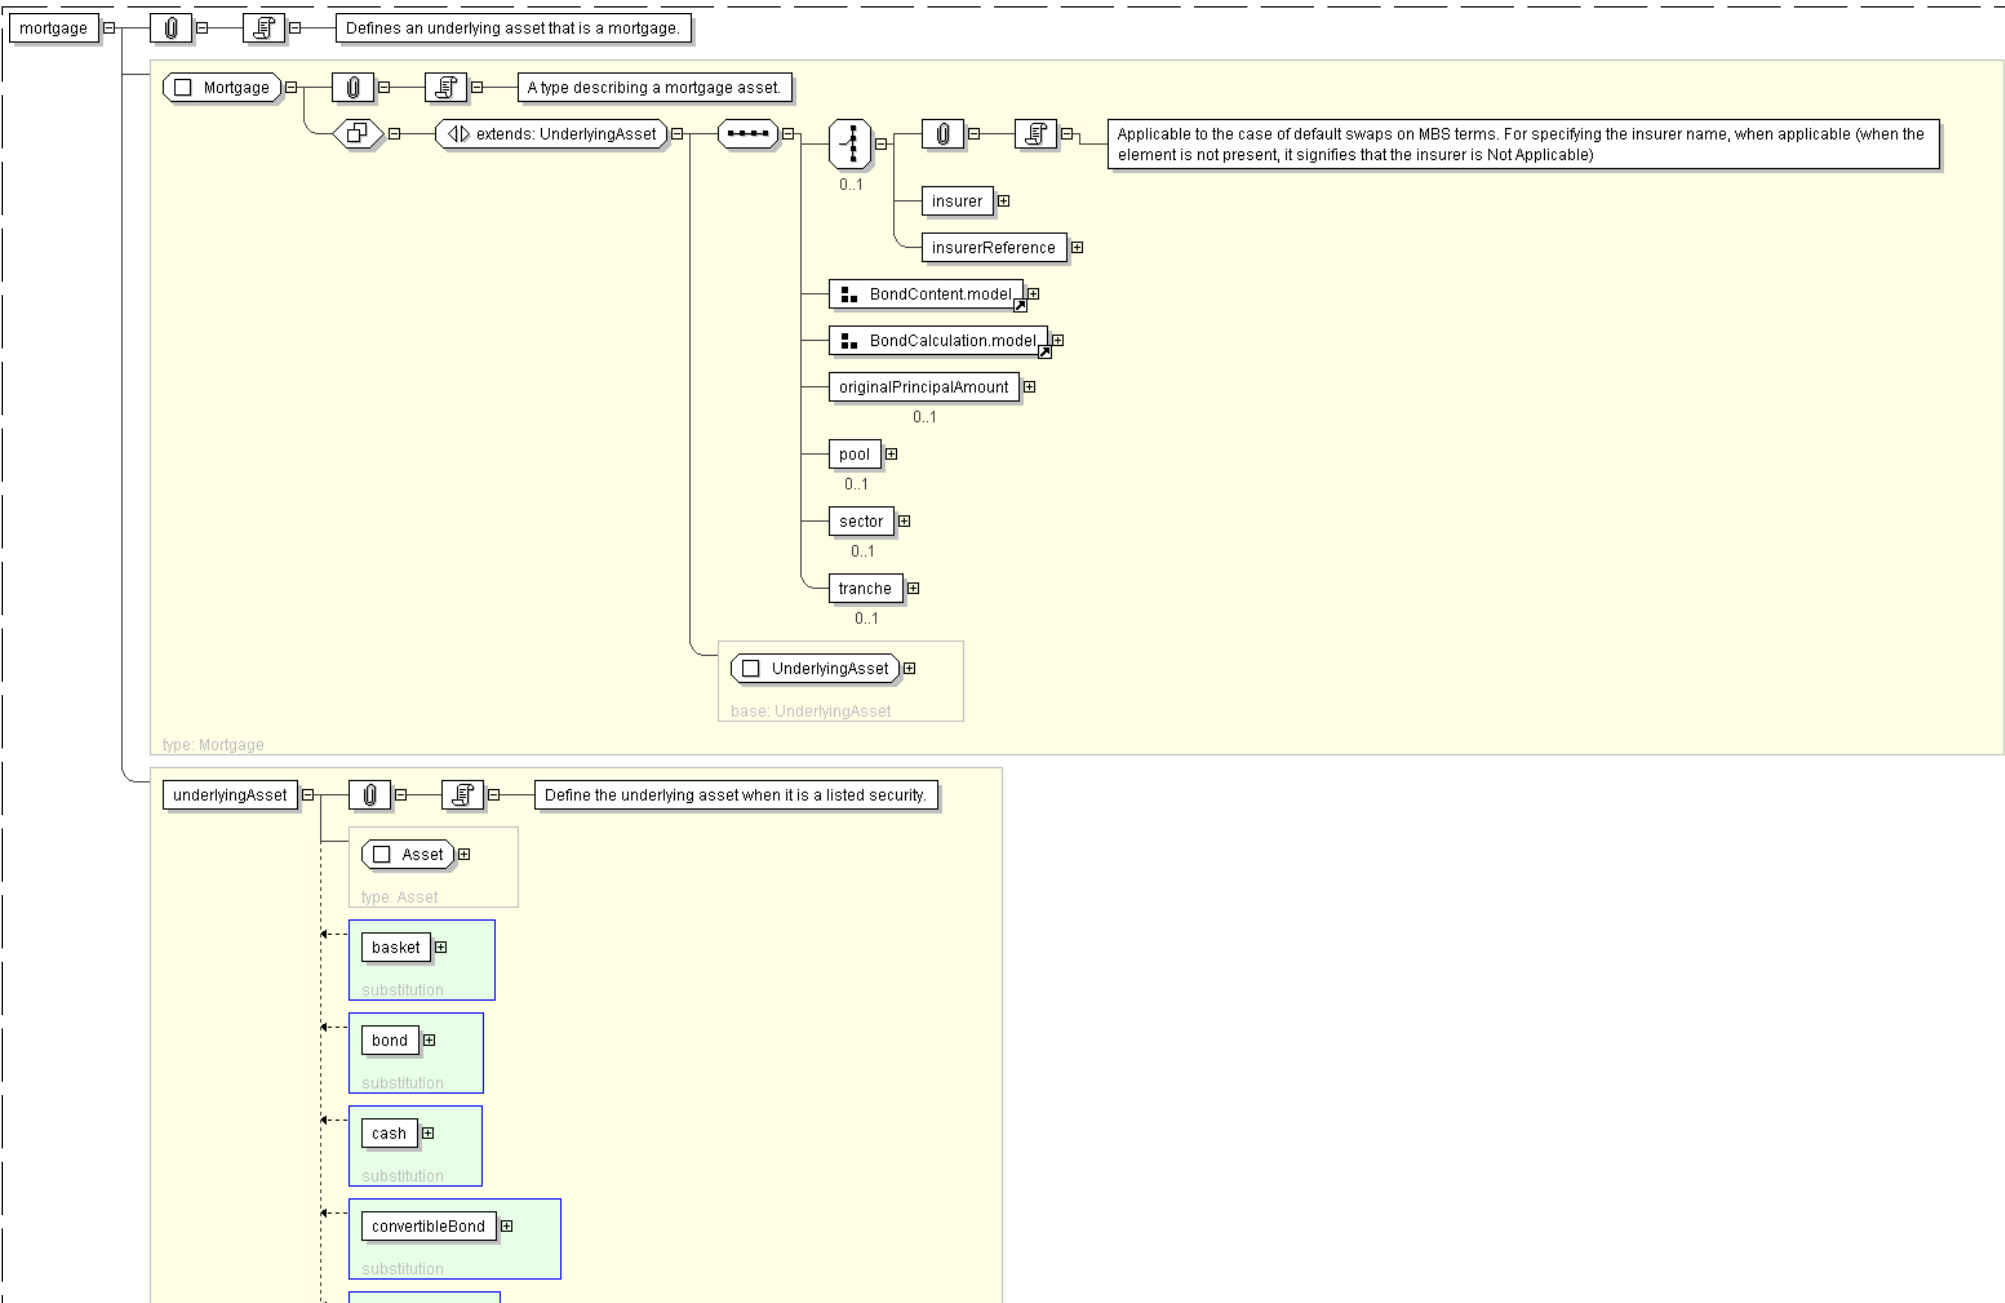 mortgage
Defines an underlying asset that is a mortgage.
Mortgage
A type describing a mortgage asset.
extends: UnderlyingAsset
0..1
Applicable to the case of default swaps on MBS terms. For specifying the insurer name, when applicable (when the
element is not present, it signifies that the insurer is Not Applicable)
insurer
insurerReference
BondContent.model
BondCalculation.model
originalPrincipalAmount
0..1
pool
0..1
sector
0..1
tranche
0..1
UnderlyingAsset
base: UnderlyingAsset
type: Mortgage
underlyingAsset
Define the underlying asset when it is a listed security.
Asset
type: Asset
basket
substitution
bond
substitution
cash
substitution
convertibleBond
substitution